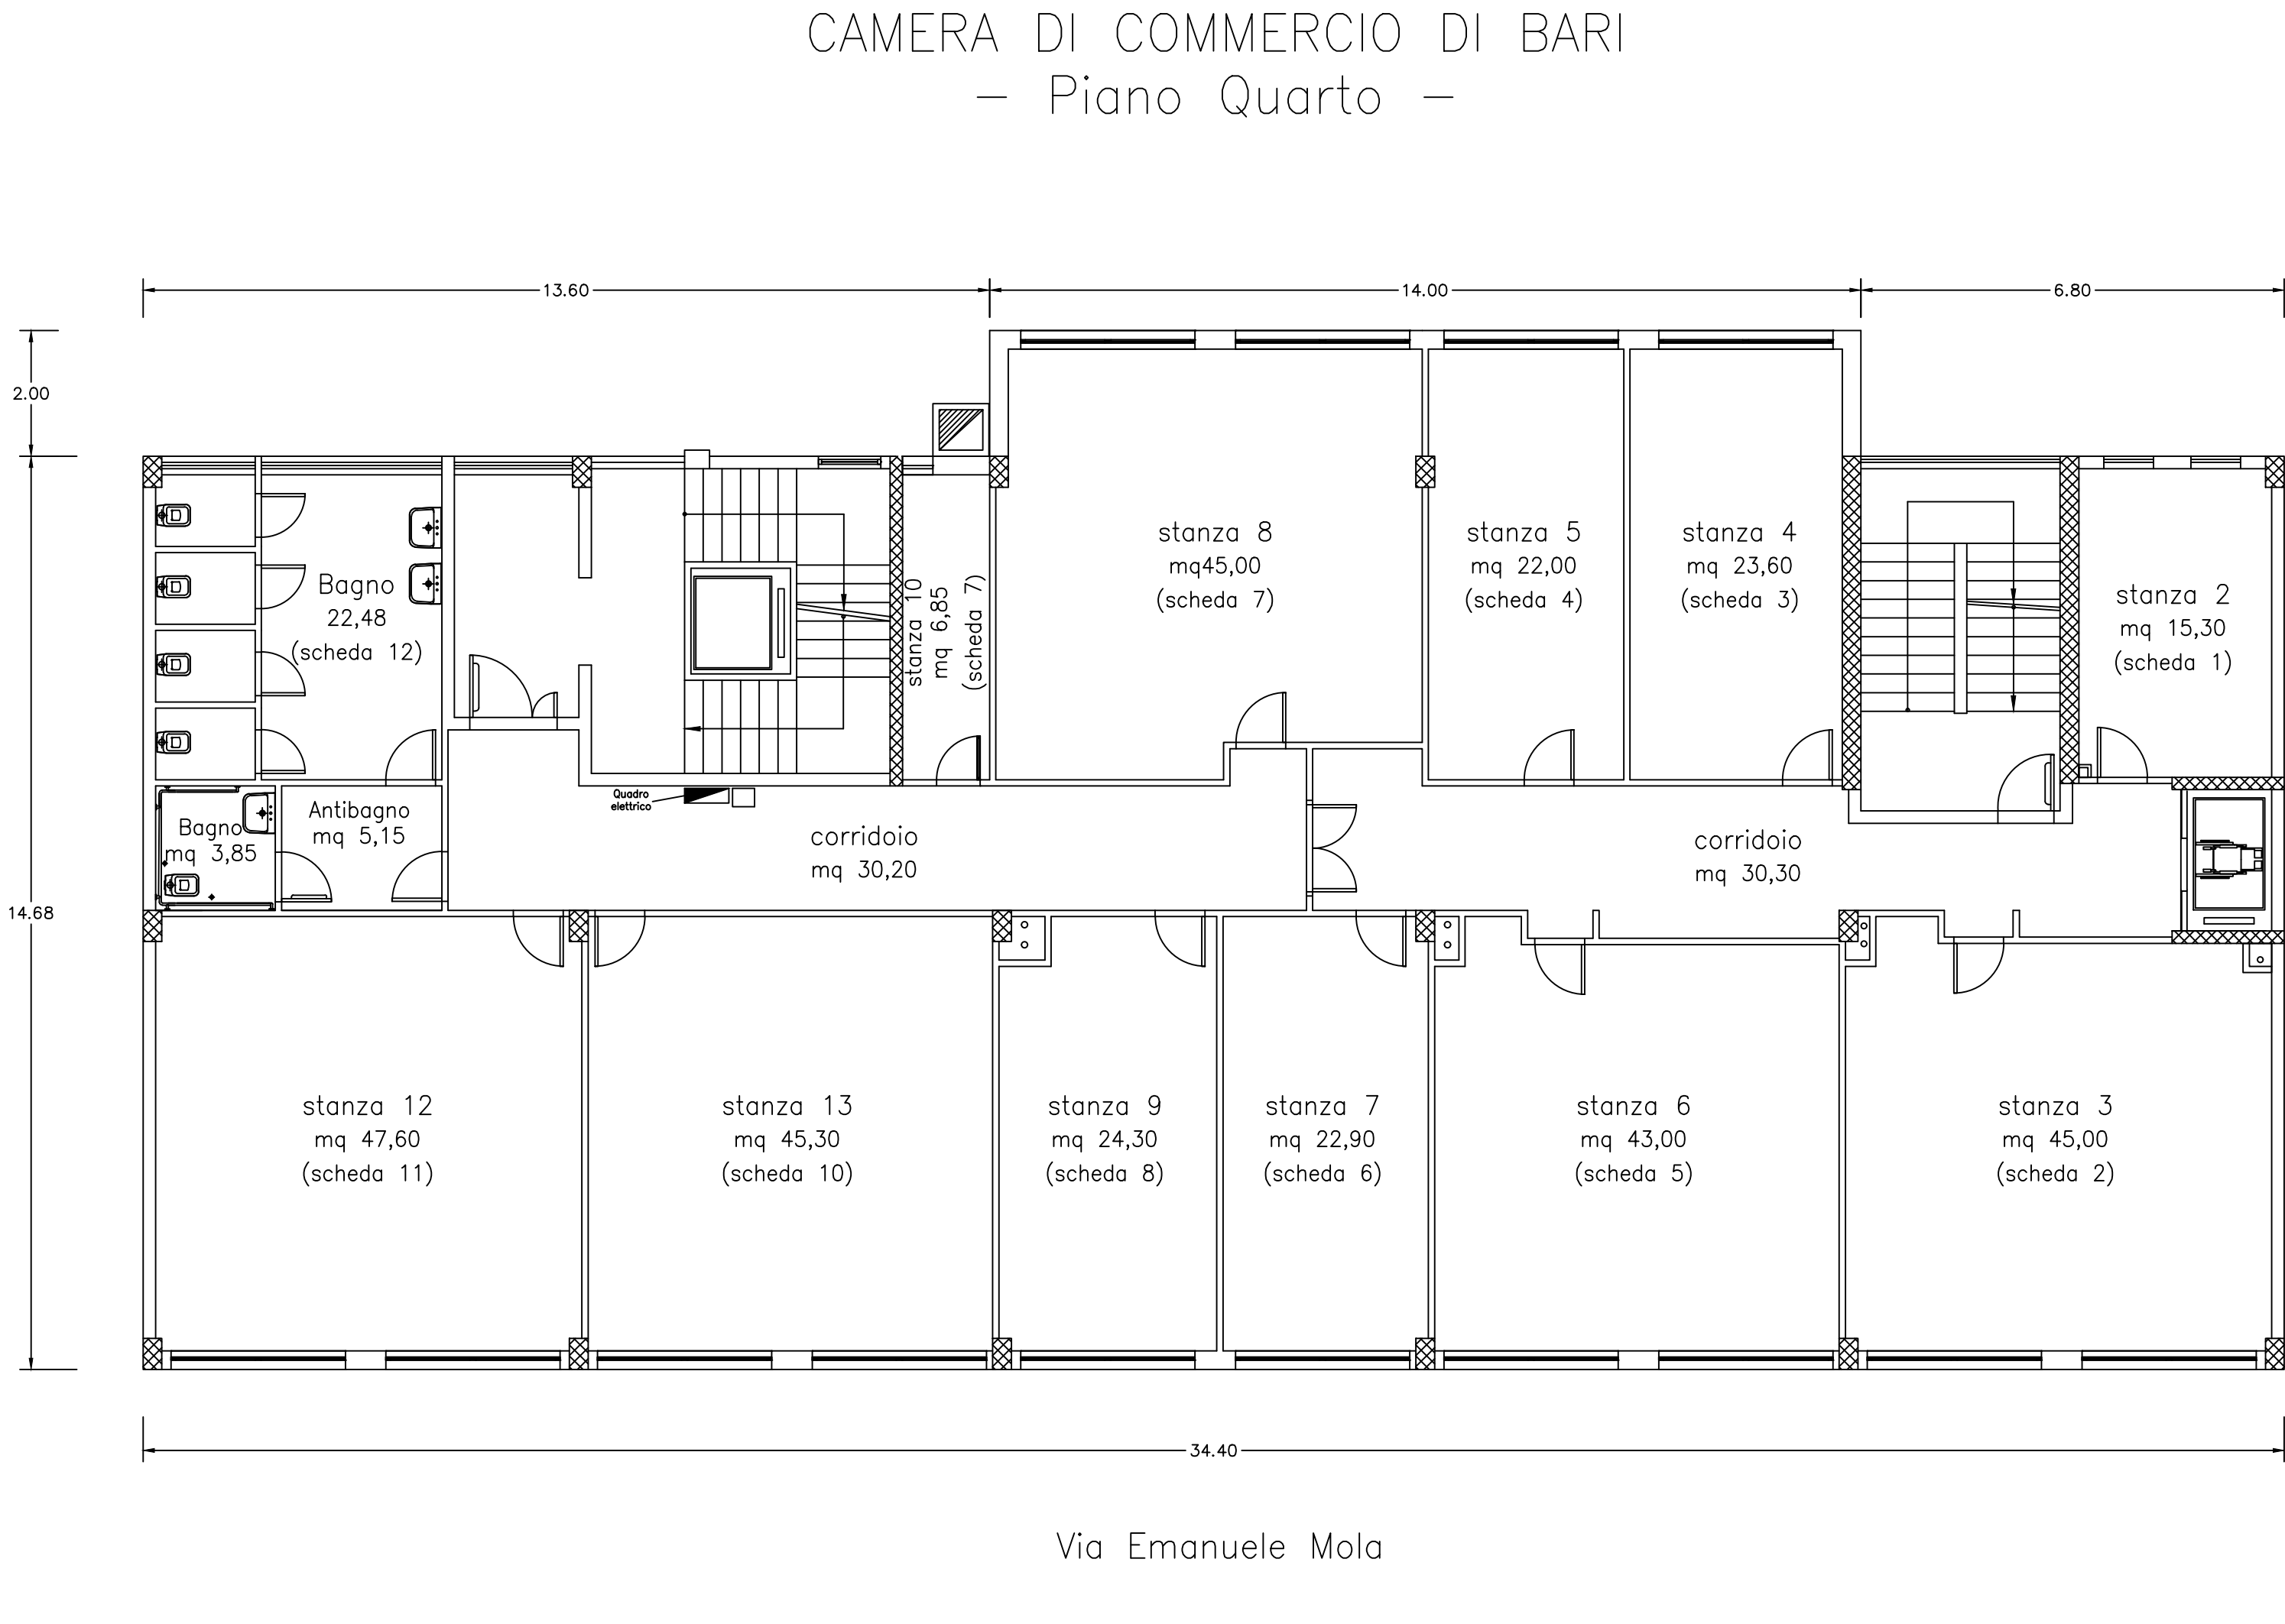 CAMERA DI COMMERCIO DI BARI
- Piano Quarto -
13.60
14.00
6.80
2.00
14.68
stanza 8
mq45,00
(scheda 7)
stanza 5
mq 22,00
(scheda 4)
stanza 4
mq 23,60
(scheda 3)
stanza 2
mq 15,30
(scheda 1)
Bagno
22,48
(scheda 12)
stanza 10
mq 6,85
(scheda 7)
Quadro
elettrico
Bagno
mq 3,85
Antibagno
mq 5,15
corridoio
mq 30,20
corridoio
mq 30,30
stanza 12
mq 47,60
(scheda 11)
stanza 13
mq 45,30
(scheda 10)
stanza 9
mq 24,30
(scheda 8)
stanza 7
mq 22,90
(scheda 6)
stanza 6
mq 43,00
(scheda 5)
stanza 3
mq 45,00
(scheda 2)
34.40
Via Emanuele Mola